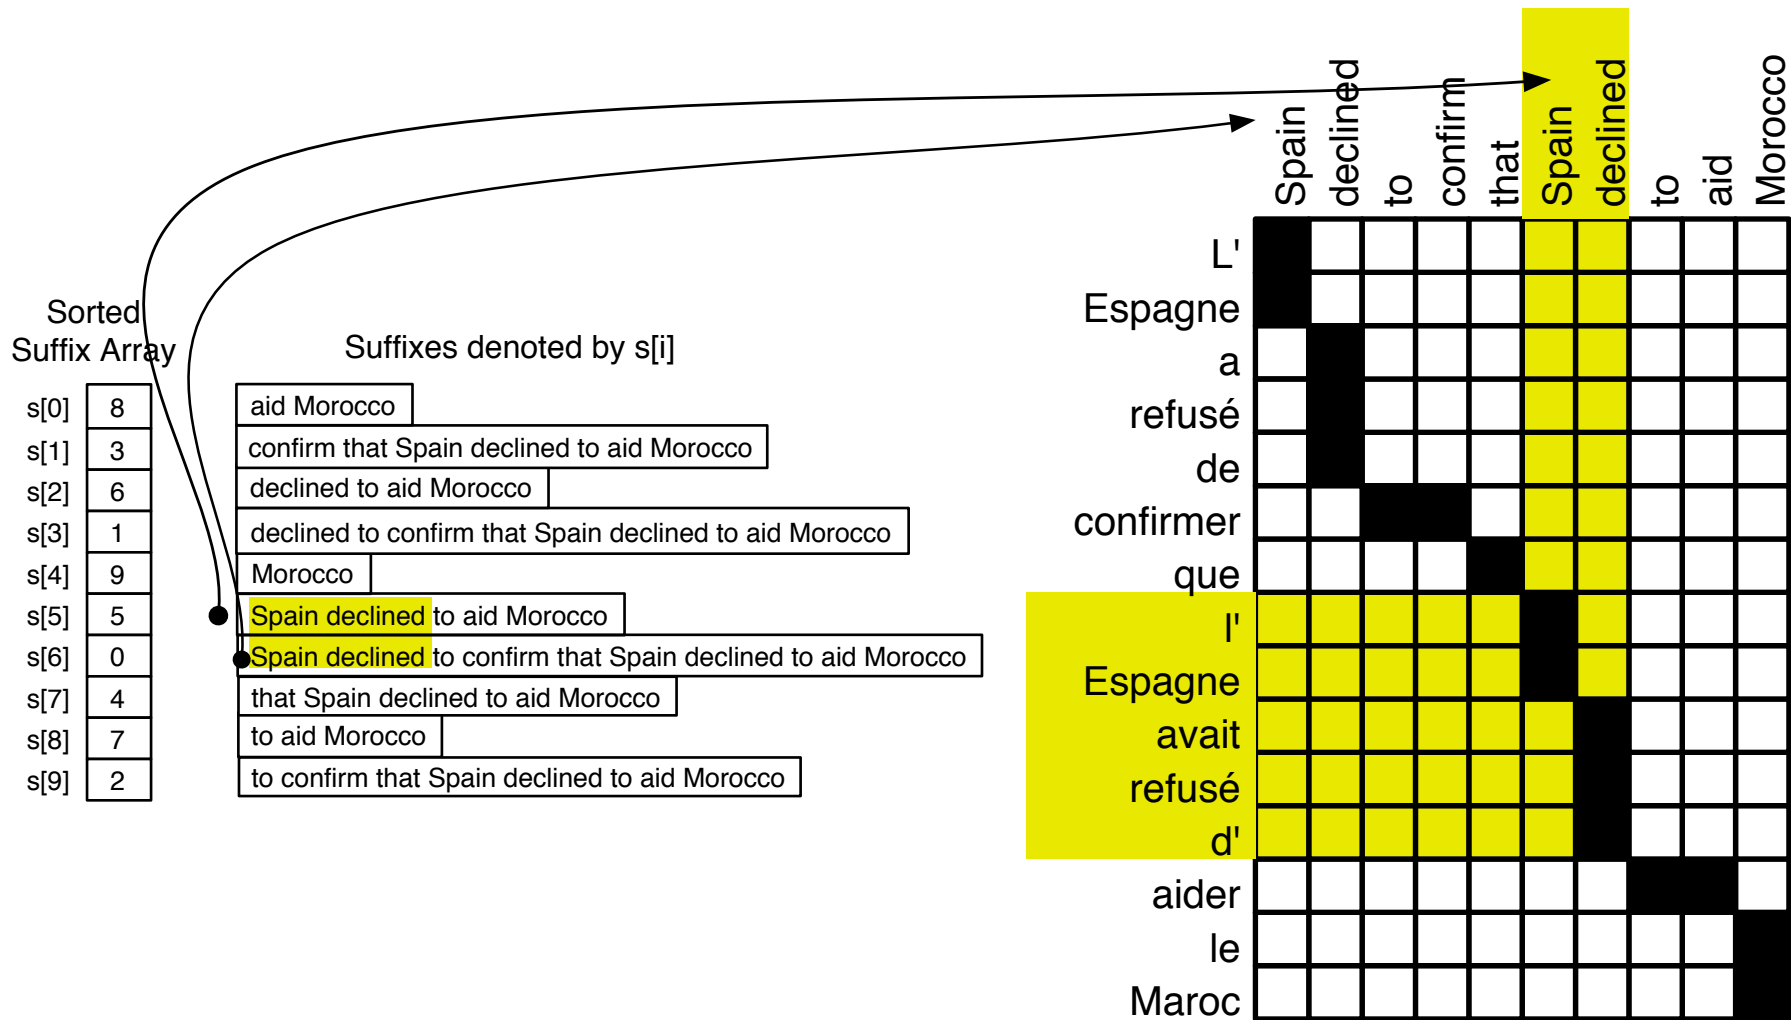 Sorted
Suffix Array
Suffixes denoted by s[i]
s[0] 8 aid Morocco
s[1] 3 confirm that Spain declined to aid Morocco
s[2] 6 declined to aid Morocco
s[3] 1 declined to confirm that Spain declined to aid Morocco
s[4] 9 Morocco
s[5] 5 Spain declined to aid Morocco
s[6] 0 Spain declined to confirm that Spain declined to aid Morocco
s[7] 4 that Spain declined to aid Morocco
s[8] 7 to aid Morocco
s[9] 2 to confirm that Spain declined to aid Morocco
Spain
declined
to
confirm
that
Spain
declined
to
aid
Morocco
L'
Espagne
a
refusé
de
confirmer
que
l'
Espagne
avait
refusé
d'
aider
le
Maroc